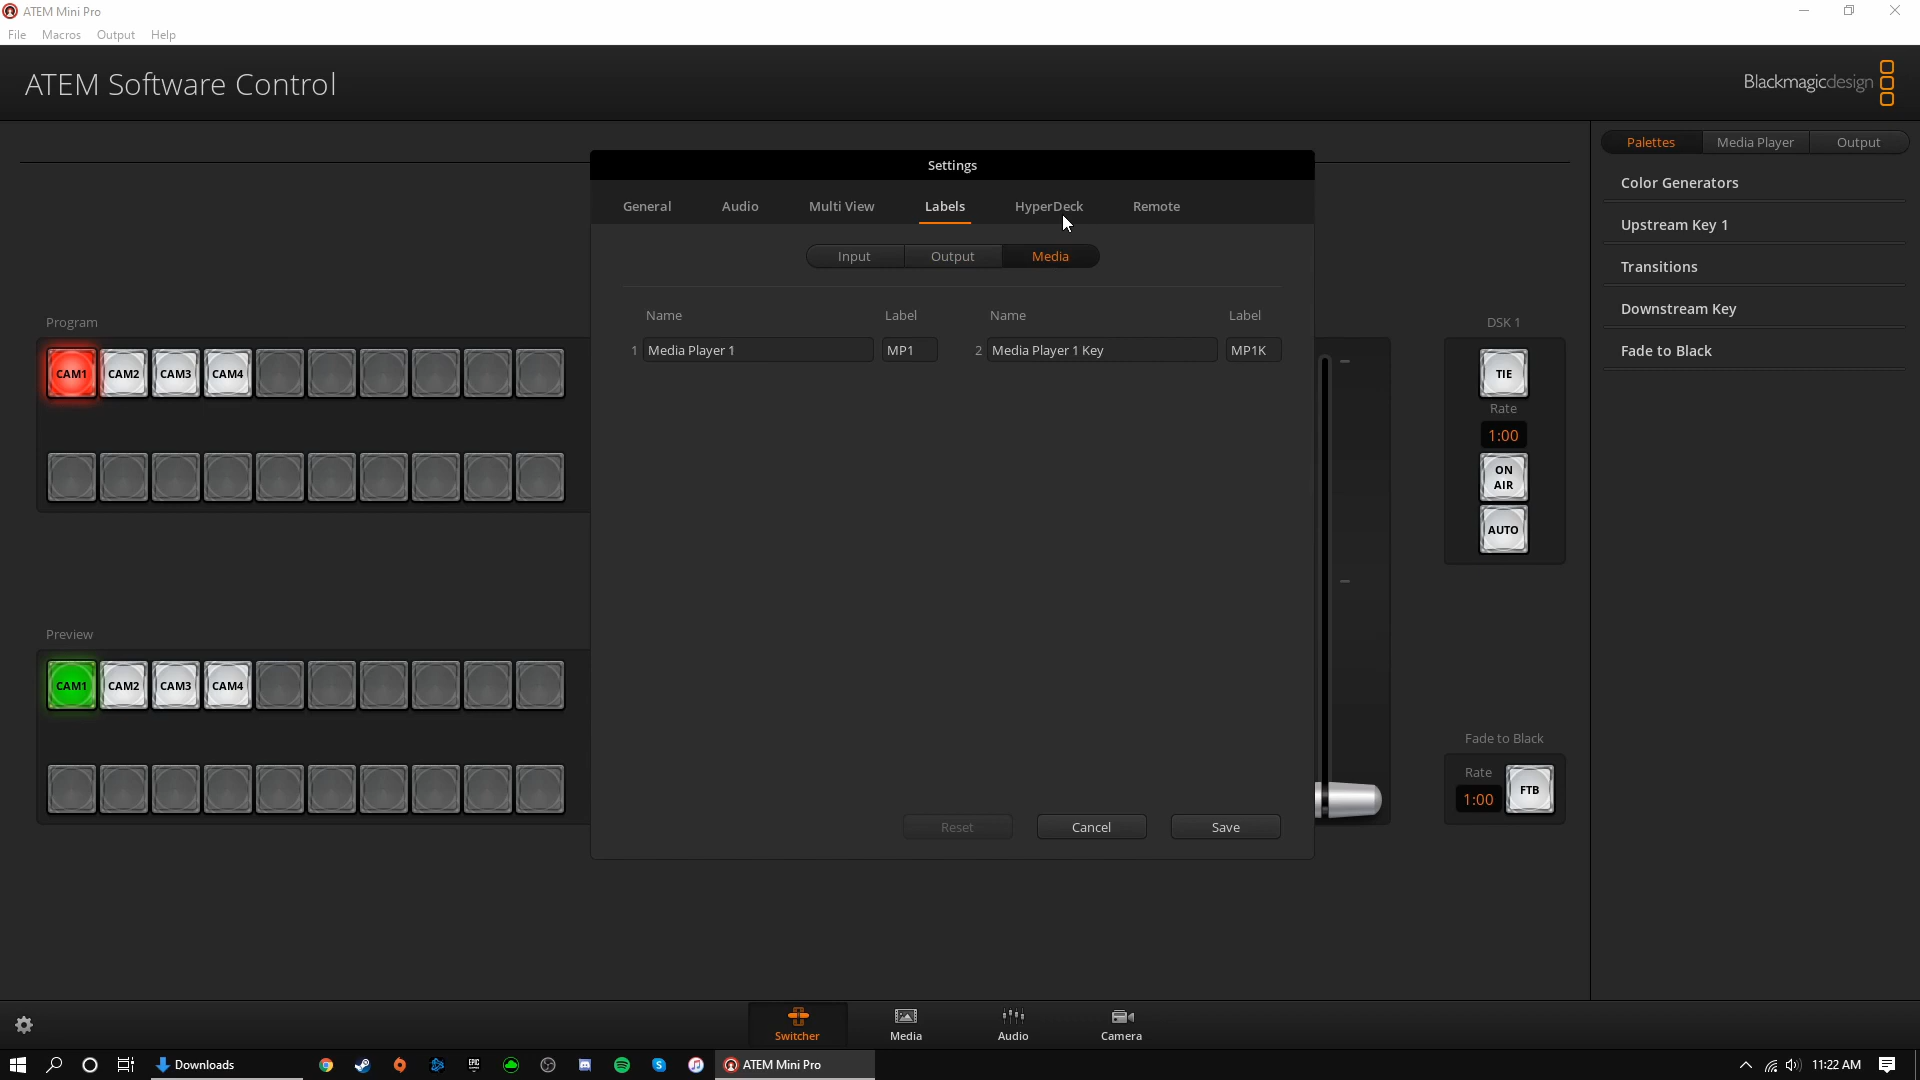 ATEM Mini Pro
File Macros Output Help
ATEM Software Control
Blackmagicdesign
Palettes Media Player Output
Settings
General Audio Multi View Labels HyperDeck Remote
Color Generators
Upstream Key 1
Transitions
Downstream Key
Fade to Black
Input Output Media
Name Label Name Label
1 Media Player 1 MP1 2 Media Player 1 Key MP1K
Program
CAM1 CAM2 CAM3 CAM4
DSK 1
TIE
Rate
1:00
ON
AIR
AUTO
Preview
CAM1 CAM2 CAM3 CAM4
Fade to Black
Rate
1:00 FTB
Reset Cancel Save
Switcher Media Audio Camera
Downloads
EPIC
ATEM Mini Pro
11:22 AM